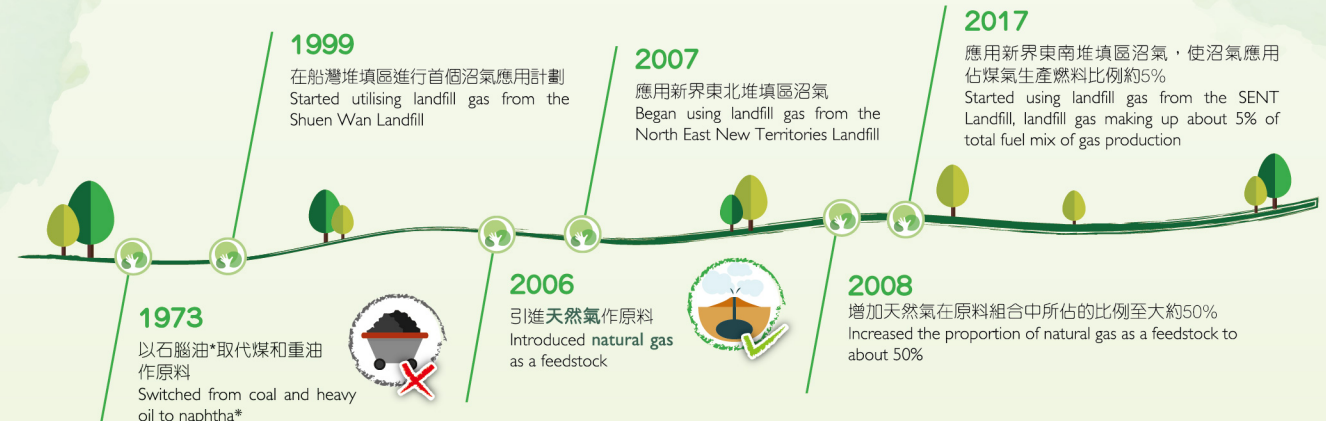 1973
以石腦油*取代煤和重油
作原料
Switched from coal and heavy
oil to naphtha*
1999
在船灣堆填區進行首個沼氣應用計劃
Started utilising landfill gas from the
Shuen Wan Landfill
2006
引進天然氣作原料
Introduced natural gas
as a feedstock
2007
應用新界東北堆填區沼氣
Began using landfill gas from the
North East New Territories Landfill
2008
增加天然氣在原料組合中所佔的比例至大約50%
Increased the proportion of natural gas as a feedstock to
about 50%
2017
應用新界東南堆填區沼氣，使沼氣應用
佔煤氣生產燃料比例約5%
Started using landfill gas from the SENT
Landfill, landfill gas making up about 5% of
total fuel mix of gas production